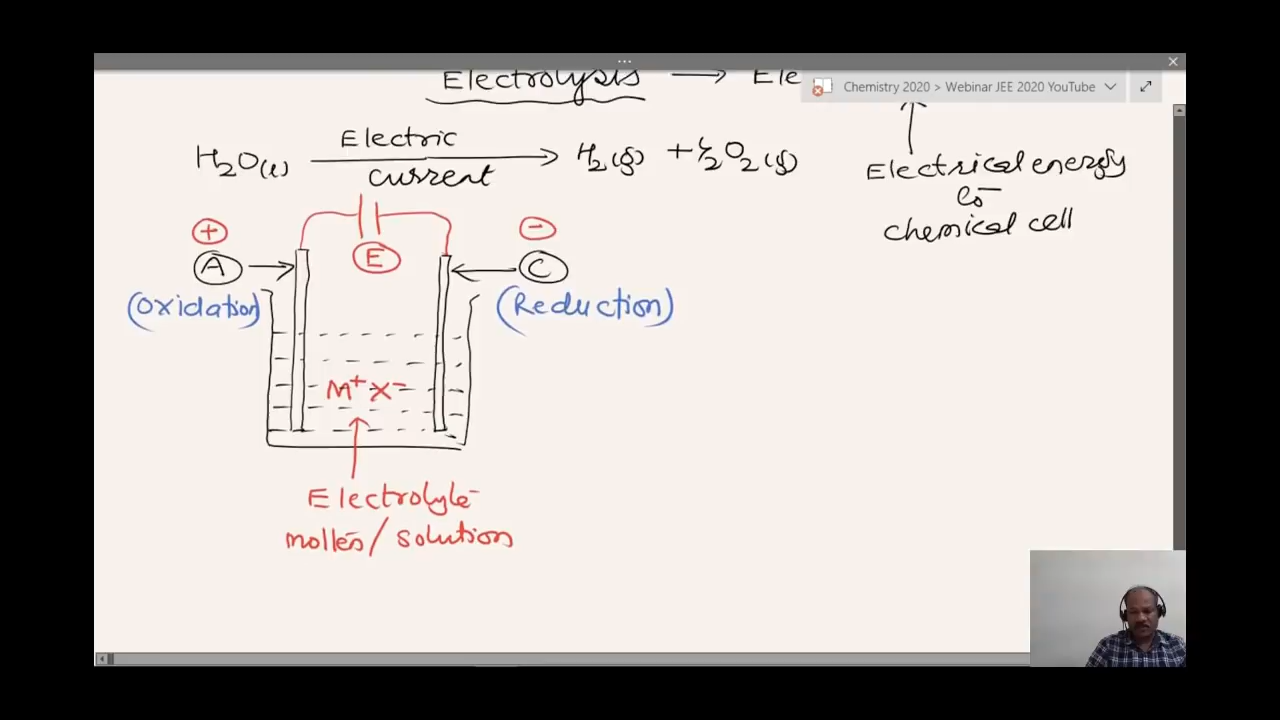 Electrolysis → Ele
Chemistry 2020 > Webinar JEE 2020 YouTube
H₂O(l) Electric current → H₂(g) + ½O₂(g)
Electrical energy
chemical cell
+
A
(Oxidation)
E
-
C
(Reduction)
M⁺X⁻
Electrolyte
molten/solution